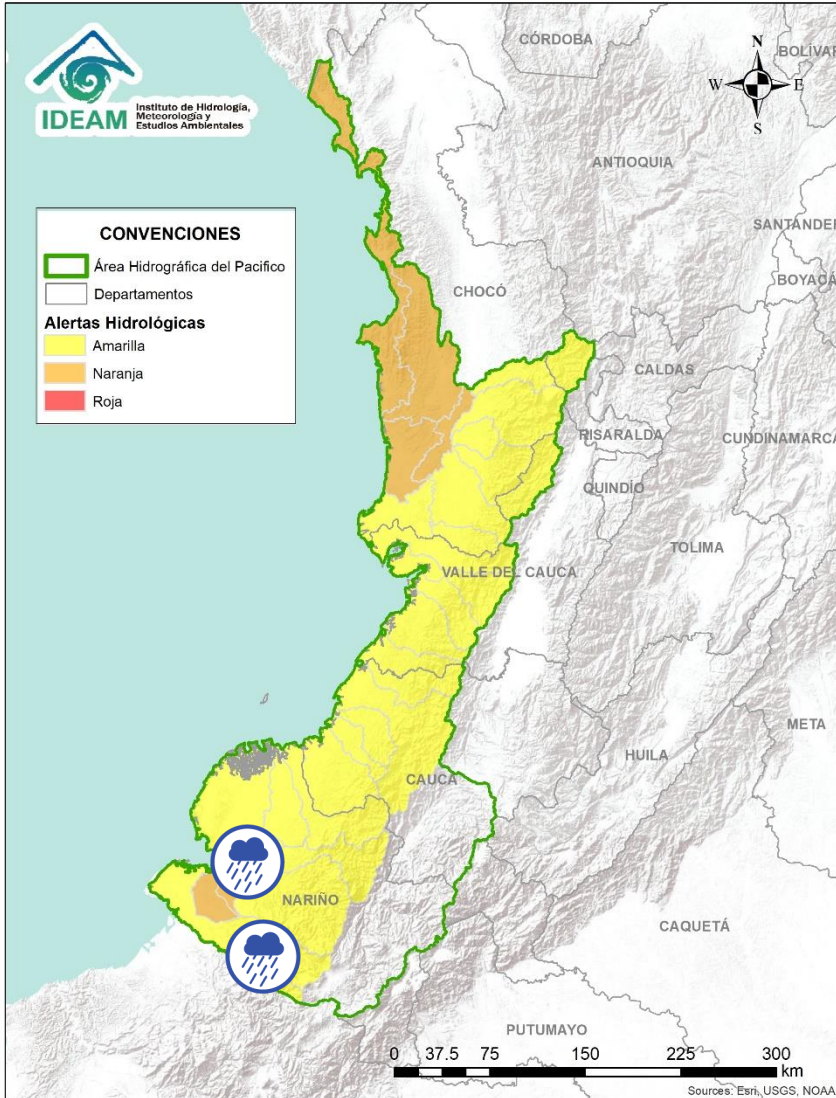 IDEAM
Instituto de Hidrología,
Meteorología y
Estudios Ambientales
N
W
E
S
CONVENCIONES
Área Hidrográfica del Pacifico
Departamentos
Alertas Hidrológicas
Amarilla
Naranja
Roja
CÓRDOBA
BOLÍVAR
ANTIOQUIA
SANTANDER
BOYACÁ
CHOCÓ
CALDAS
RISARALDA
CUNDINAMARCA
QUINDÍO
TOLIMA
VALLE DEL CAUCA
META
HUILA
CAUCA
NARIÑO
CAQUETÁ
PUTUMAYO
0 37.5 75 150 225 300
km
Sources: Esri, USGS, NOAA